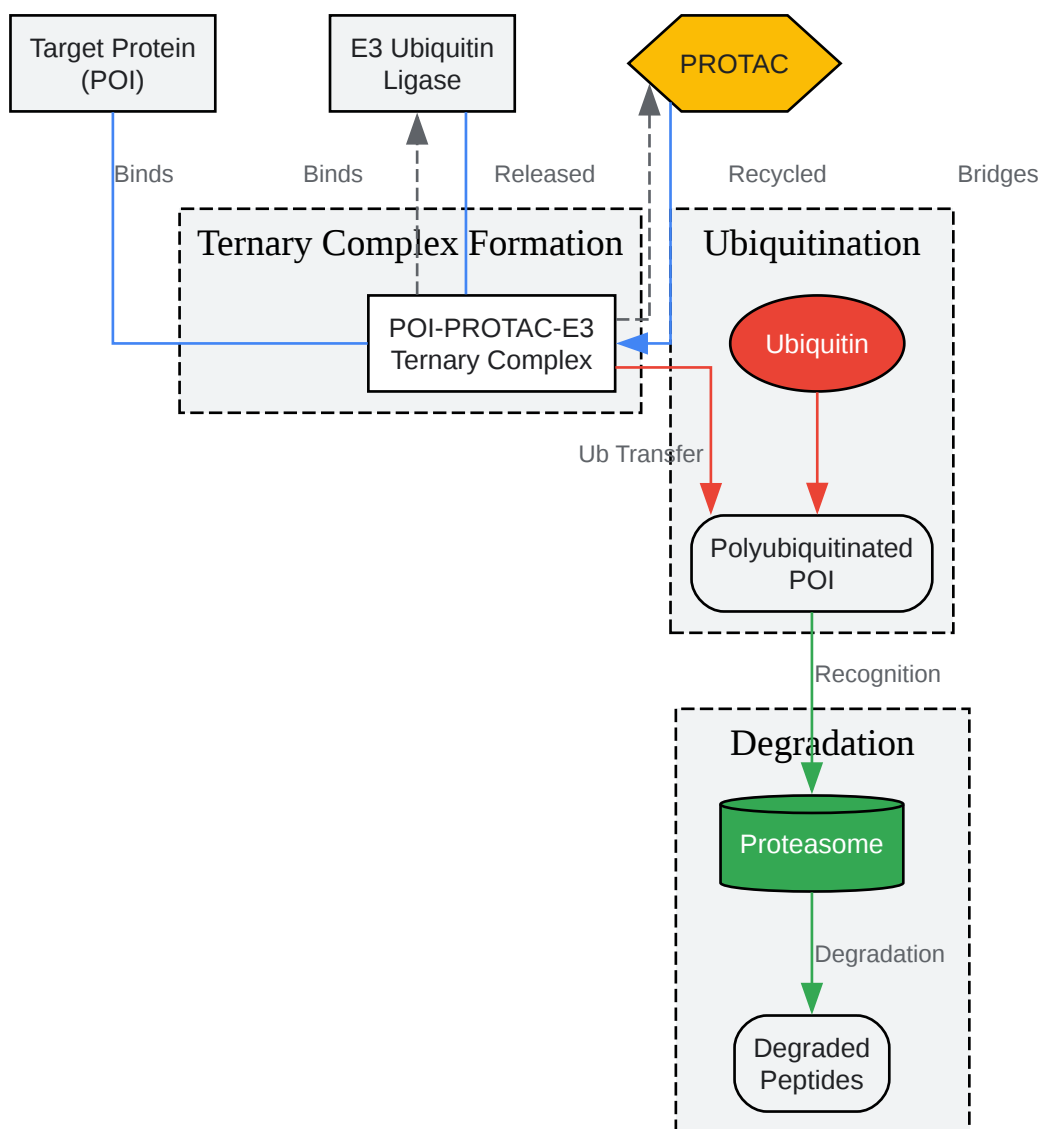 Target Protein
(POI)
E3 Ubiquitin
Ligase
PROTAC
Binds
Binds
Released
Recycled
Bridges
Ternary Complex Formation
Ubiquitination
POI-PROTAC-E3
Ternary Complex
Ubiquitin
Ub Transfer
Polyubiquitinated
POI
Recognition
Degradation
Proteasome
Degradation
Degraded
Peptides